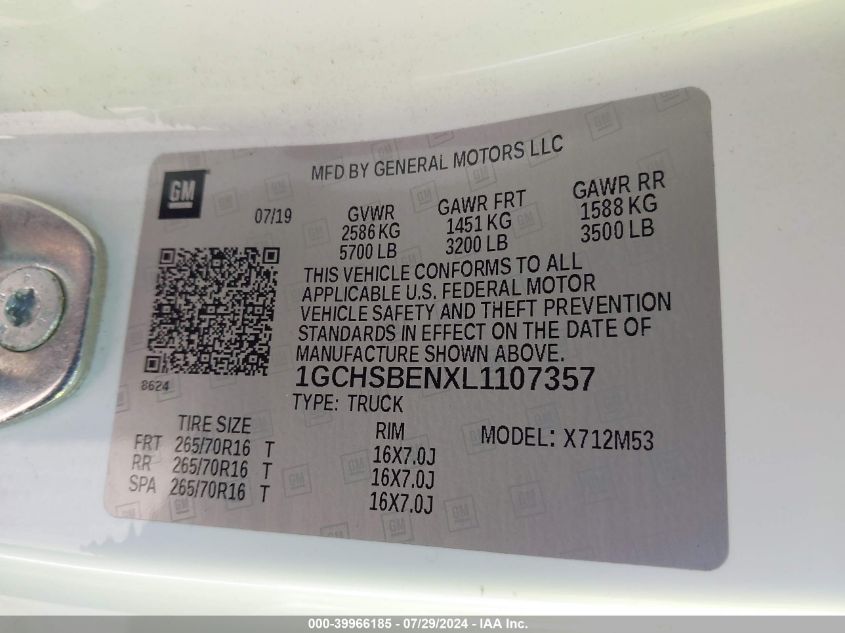 MFD BY GENERAL MOTORS LLC
GM
07/19
GVWR
2586 KG
5700 LB
GAWR FRT
1451 KG
3200 LB
GAWR RR
1588 KG
3500 LB
THIS VEHICLE CONFORMS TO ALL
APPLICABLE U.S. FEDERAL MOTOR
VEHICLE SAFETY AND THEFT PREVENTION
STANDARDS IN EFFECT ON THE DATE OF
MANUFACTURE SHOWN ABOVE.
8624
1GCHSBENXL1107357
TYPE: TRUCK
TIRE SIZE
RIM
MODEL: X712M53
FRT 265/70R16 T 16X7.0J
RR 265/70R16 T 16X7.0J
SPA 265/70R16 T 16X7.0J
000-39966185 - 07/29/2024 - IAA Inc.